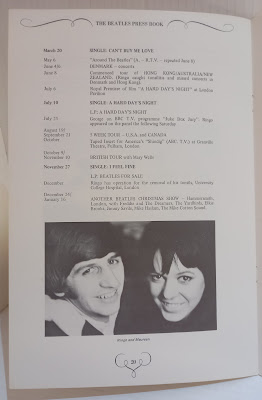 THE BEATLES PRESS BOOK
March 20 SINGLE: CAN'T BUY ME LOVE
May 6 "Around The Beatles" (A. - R.T.V. - repeated June 8)
June 4/5 DENMARK - concerts
June 6 Continued tour of HONG KONG/AUSTRALIA/NEW
ZEALAND. (Ringo caught tonsilitis and missed concerts in
Denmark and Hong Kong)
July 6 Royal Premiere of film "A HARD DAY'S NIGHT" at London
Pavilion
July 10 SINGLE: A HARD DAY'S NIGHT
L.P.: A HARD DAY'S NIGHT
July 25 George on BBC T.V. programme "Juke Box Jury". Ringo
appeared on the panel the following Saturday.
August 18/
September 21 5 WEEK TOUR - U.S.A. and CANADA
October Taped insert for America's "Shindig" (ABC T.V.) at Granville
Theatre, Fulham, London
October 9/
November 10 BRITISH TOUR with Mary Wells
November 27 SINGLE: I FEEL FINE
L.P. BEATLES FOR SALE
December Ringo has operation for the removal of his tonsils, University
College Hospital, London
December 24/
January 16 ANOTHER BEATLES CHRISTMAS SHOW - Hammersmith,
London, with Freddie and The Dreamers, The Yardbirds, Elkie
Brooks, Jimmy Savile, Mike Haslam, The Mike Cotton Sound.
Ringo and Maureen
20